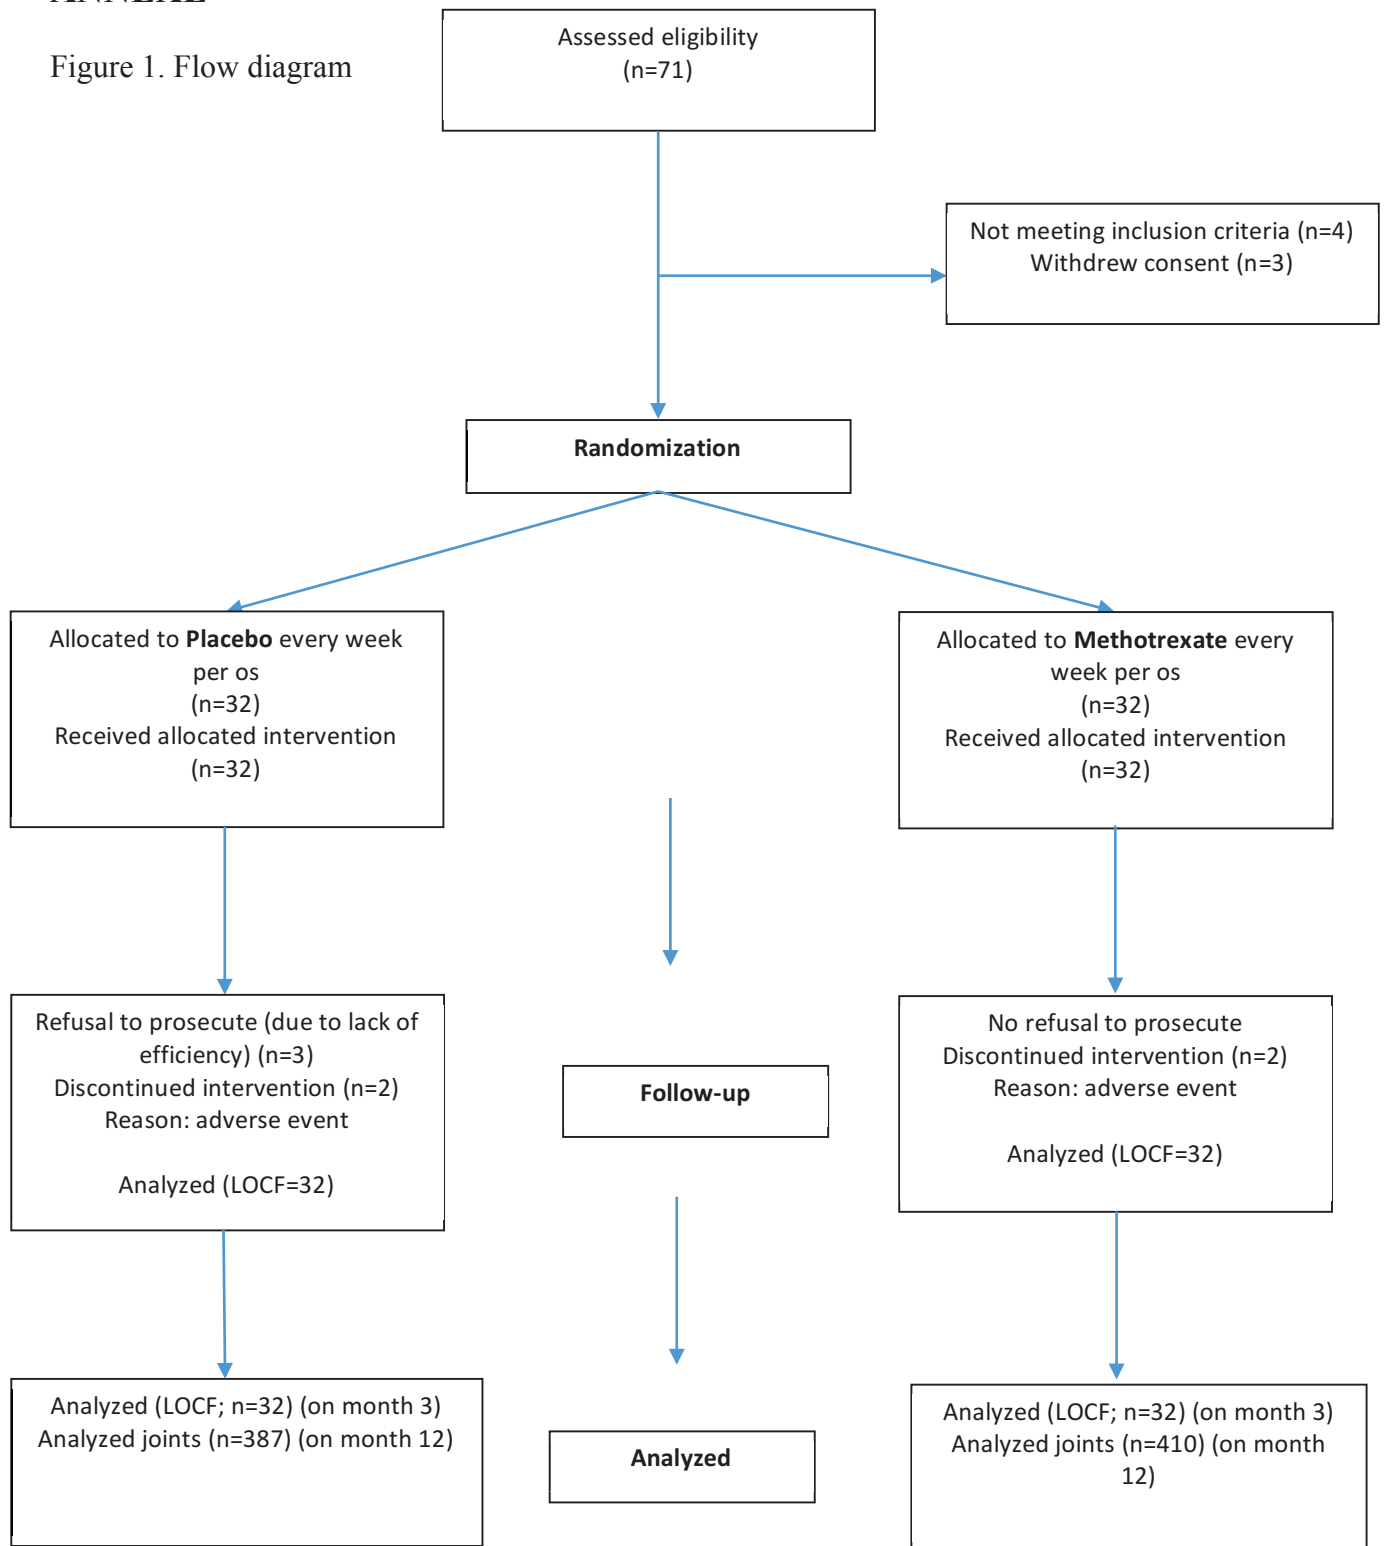 Figure 1. Flow diagram
Assessed eligibility
(n=71)
Not meeting inclusion criteria (n=4)
Withdrew consent (n=3)
Randomization
Allocated to Placebo every week
per os
(n=32)
Received allocated intervention
(n=32)
Allocated to Methotrexate every
week per os
(n=32)
Received allocated intervention
(n=32)
Refusal to prosecute (due to lack of
efficiency) (n=3)
Discontinued intervention (n=2)
Reason: adverse event
Analyzed (LOCF=32)
Follow-up
No refusal to prosecute
Discontinued intervention (n=2)
Reason: adverse event
Analyzed (LOCF=32)
Analyzed (LOCF; n=32) (on month 3)
Analyzed joints (n=387) (on month 12)
Analyzed
Analyzed (LOCF; n=32) (on month 3)
Analyzed joints (n=410) (on month
12)